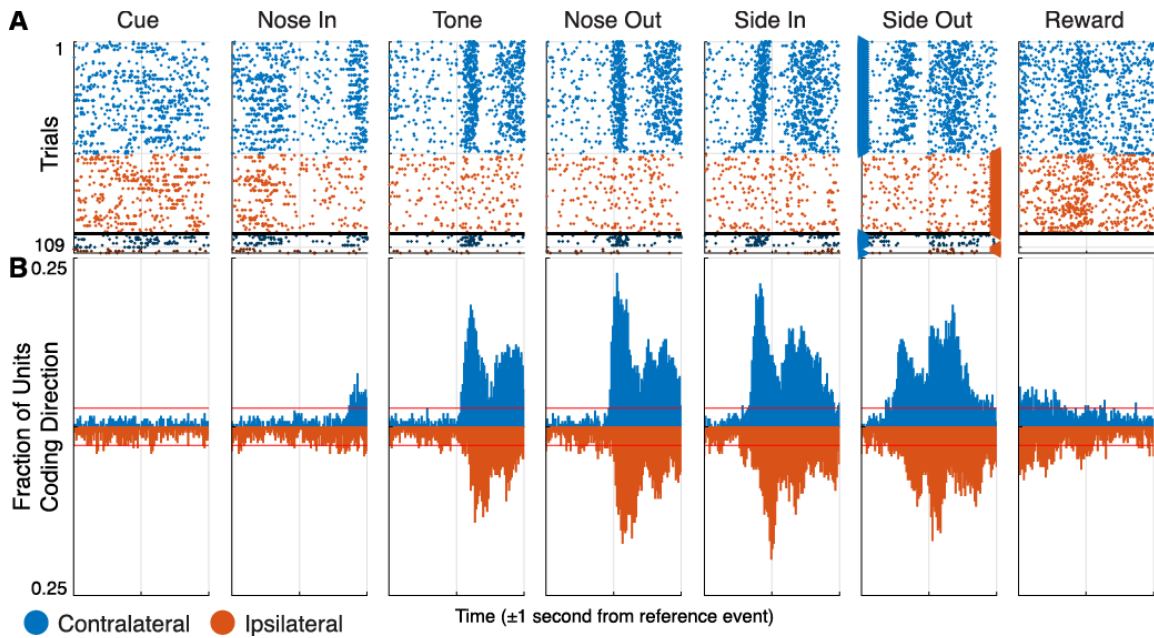 A
Cue Nose In Tone Nose Out Side In Side Out Reward
1
Trials
109
B
0.25
Fraction of Units
Coding Direction
0
0.25
Time (±1 second from reference event)
Contralateral Ipsilateral